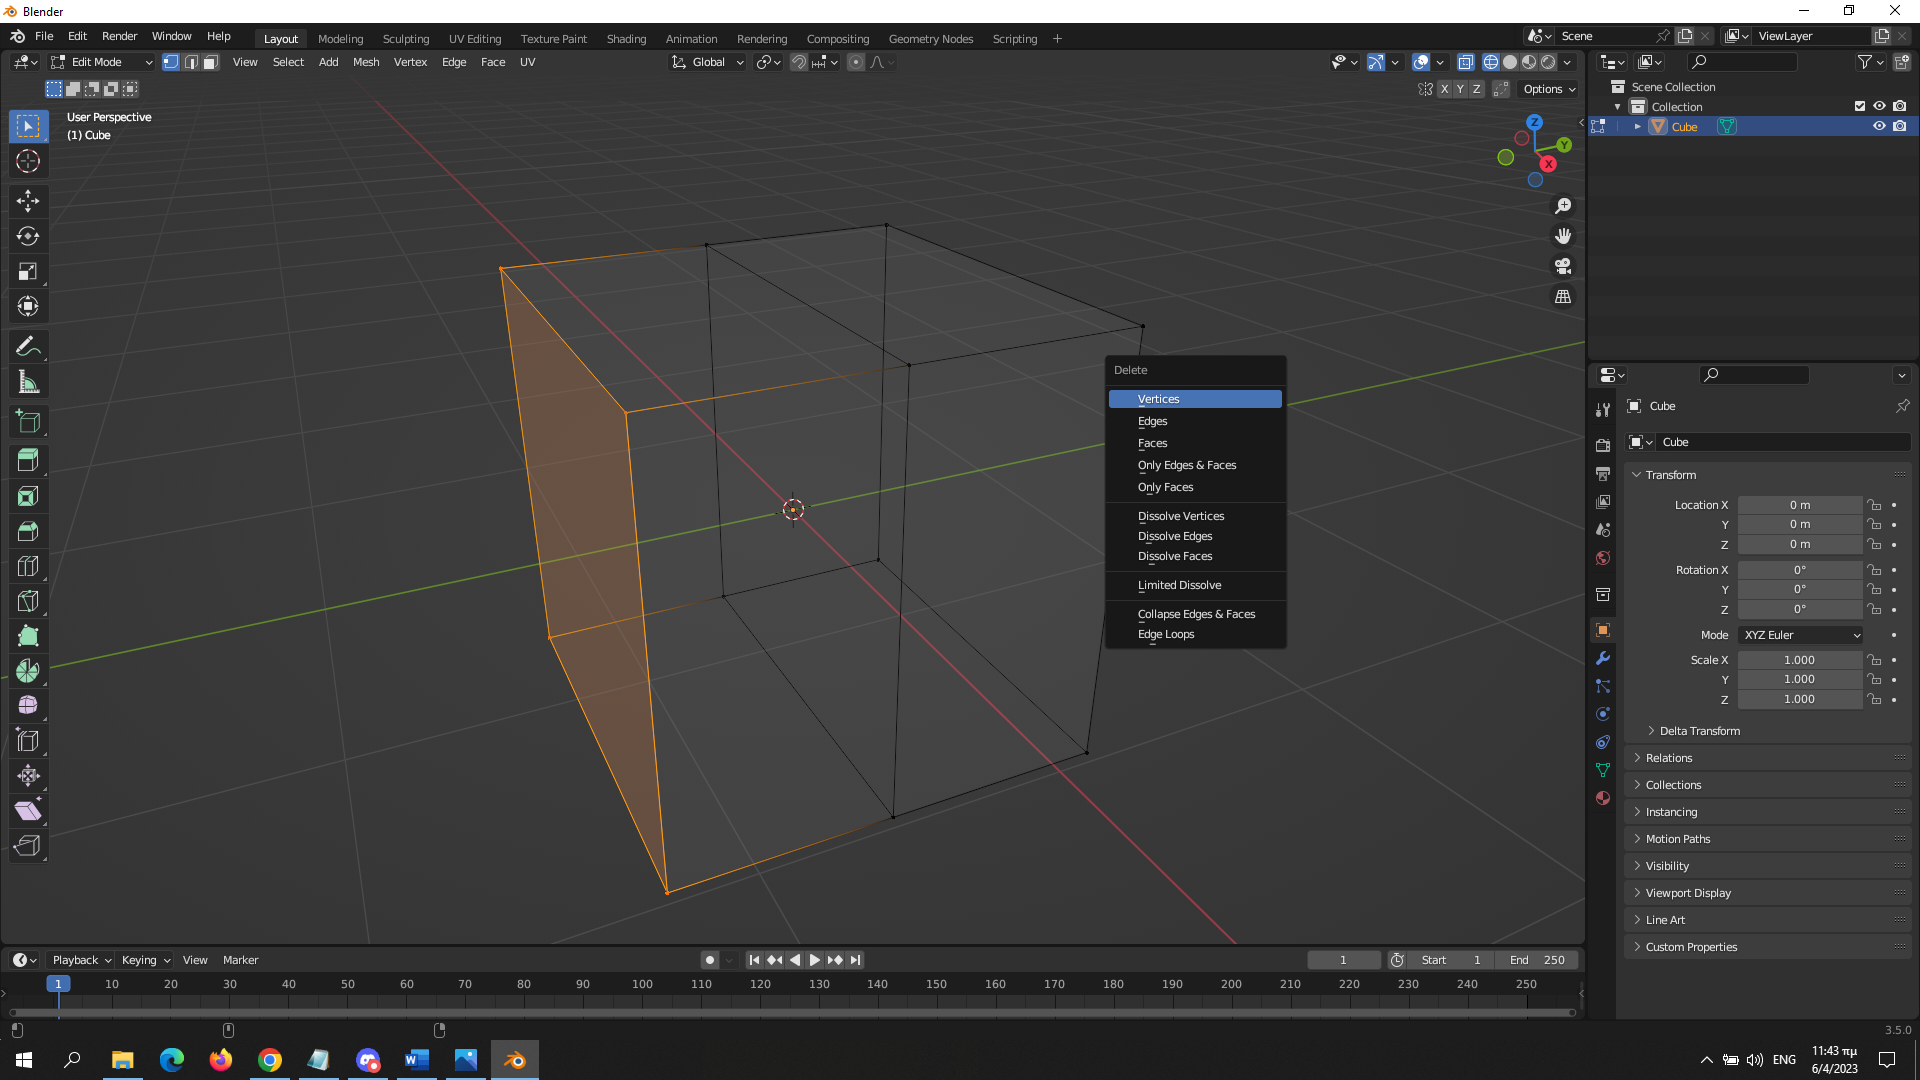 Blender
File Edit Render Window Help Layout Modeling Sculpting UV Editing Texture Paint Shading Animation Rendering Compositing Geometry Nodes Scripting + Scene ViewLayer
Edit Mode View Select Add Mesh Vertex Edge Face UV Global
X Y Z Options
User Perspective
(1) Cube
Z
Y
X
Scene Collection
Collection
Cube
Delete
Vertices
Edges
Faces
Only Edges & Faces
Only Faces
Dissolve Vertices
Dissolve Edges
Dissolve Faces
Limited Dissolve
Collapse Edges & Faces
Edge Loops
Cube
Cube
Transform
Location X 0 m
Y 0 m
Z 0 m
Rotation X 0°
Y 0°
Z 0°
Mode XYZ Euler
Scale X 1.000
Y 1.000
Z 1.000
Delta Transform
Relations
Collections
Instancing
Motion Paths
Visibility
Viewport Display
Line Art
Custom Properties
Playback Keying View Marker 1 Start 1 End 250
1 10 20 30 40 50 60 70 80 90 100 110 120 130 140 150 160 170 180 190 200 210 220 230 240 250
3.5.0
ENG
11:43 πμ
6/4/2023